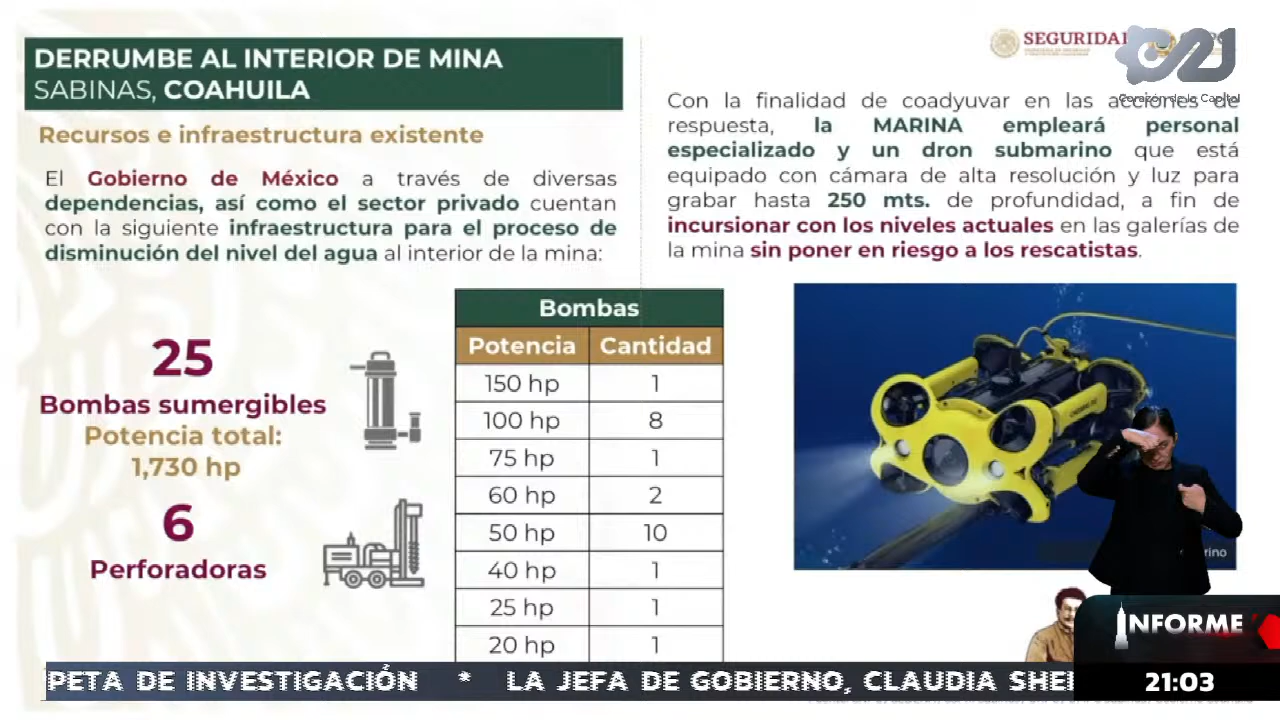 DERRUMBE AL INTERIOR DE MINA
SABINAS, COAHUILA
Recursos e infraestructura existente
El Gobierno de México a través de diversas
dependencias, así como el sector privado cuentan
con la siguiente infraestructura para el proceso de
disminución del nivel del agua al interior de la mina:
25
Bombas sumergibles
Potencia total:
1,730 hp
6
Perforadoras
Bombas
Potencia Cantidad
150 hp 1
100 hp 8
75 hp 1
60 hp 2
50 hp 10
40 hp 1
25 hp 1
20 hp 1
SEGURIDAD
21
Corazón de la Capital
Con la finalidad de coadyuvar en las acciones de
respuesta, la MARINA empleará personal
especializado y un dron submarino que está
equipado con cámara de alta resolución y luz para
grabar hasta 250 mts. de profundidad, a fin de
incursionar con los niveles actuales en las galerías de
la mina sin poner en riesgo a los rescatistas.
rino
INFORME
21:03
PETA DE INVESTIGACIÓN * LA JEFA DE GOBIERNO, CLAUDIA SHEI